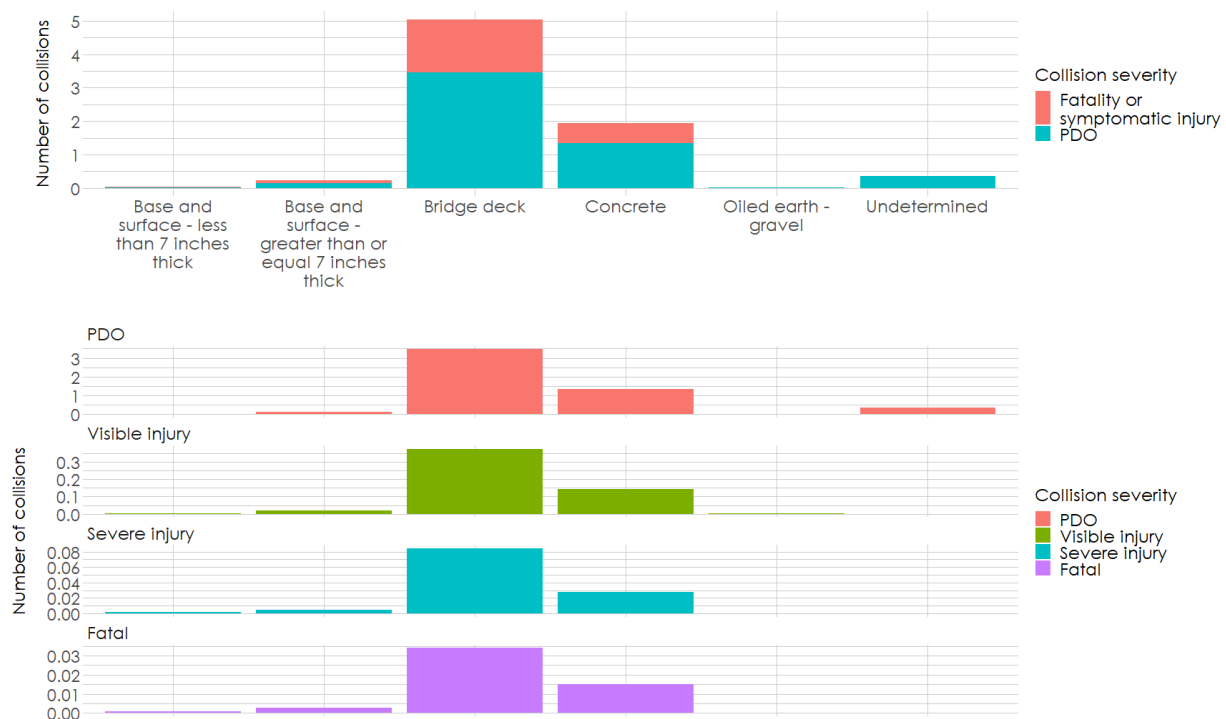 Number of collisions
5
4
3
2
1
0
Base and
surface - less
than 7 inches
thick
Base and
surface -
greater than or
equal 7 inches
thick
Bridge deck
Concrete
Oiled earth -
gravel
Undetermined
Collision severity
Fatality or
symptomatic injury
PDO
Number of collisions
PDO
3
2
1
0
Visible injury
0.3
0.2
0.1
0.0
Severe injury
0.08
0.06
0.04
0.02
0.00
Fatal
0.03
0.02
0.01
0.00
Collision severity
PDO
Visible injury
Severe injury
Fatal